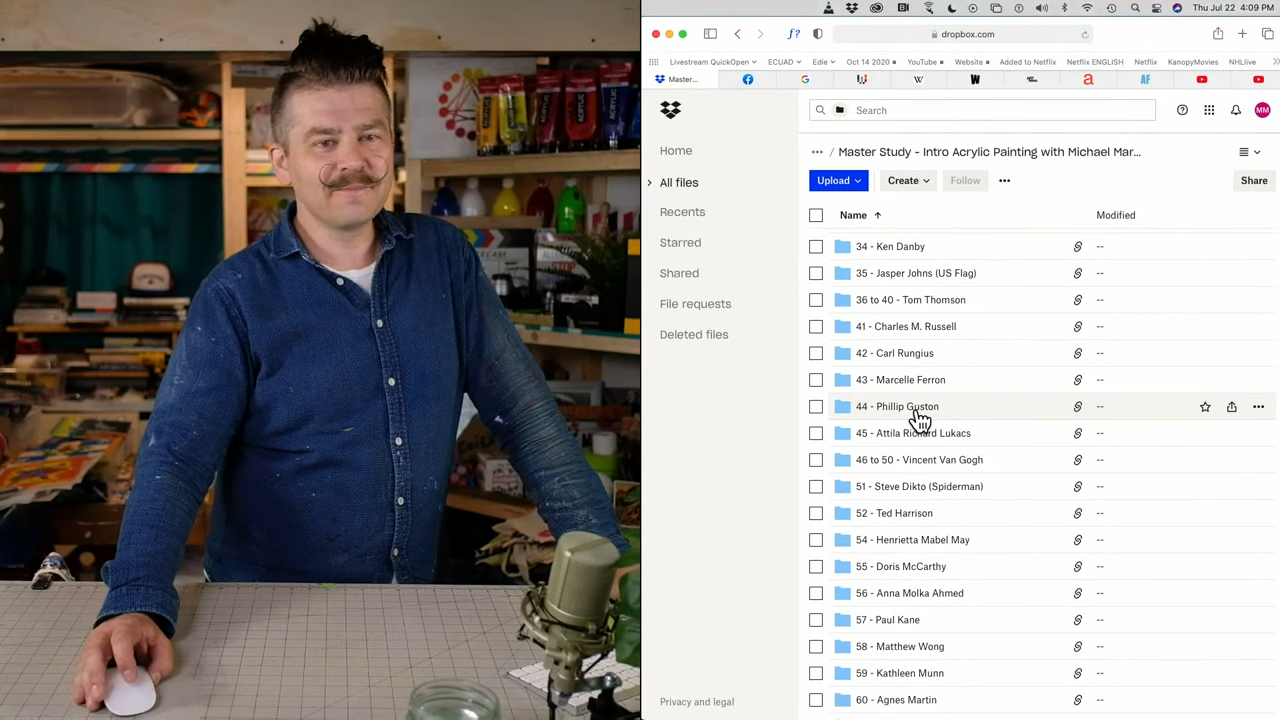 ACRYLIC
ACRYLIC
Thu Jul 22 4:09 PM
dropbox.com
Livestream QuickOpen
ECUAD
Edie
Oct 14 2020
YouTube
Website
Added to Netflix
Netflix ENGLISH
Netflix
KanopyMovies
NHLlive
Master...
Search
MM
Home
All files
Recents
Starred
Shared
File requests
Deleted files
Privacy and legal
... / Master Study - Intro Acrylic Painting with Michael Mar...
Upload
Create
Follow
Share
Name
Modified
34 - Ken Danby --
35 - Jasper Johns (US Flag) --
36 to 40 - Tom Thomson --
41 - Charles M. Russell --
42 - Carl Rungius --
43 - Marcelle Ferron --
44 - Phillip Guston --
45 - Attila Richard Lukacs --
46 to 50 - Vincent Van Gogh --
51 - Steve Dikto (Spiderman) --
52 - Ted Harrison --
54 - Henrietta Mabel May --
55 - Doris McCarthy --
56 - Anna Molka Ahmed --
57 - Paul Kane --
58 - Matthew Wong --
59 - Kathleen Munn --
60 - Agnes Martin --